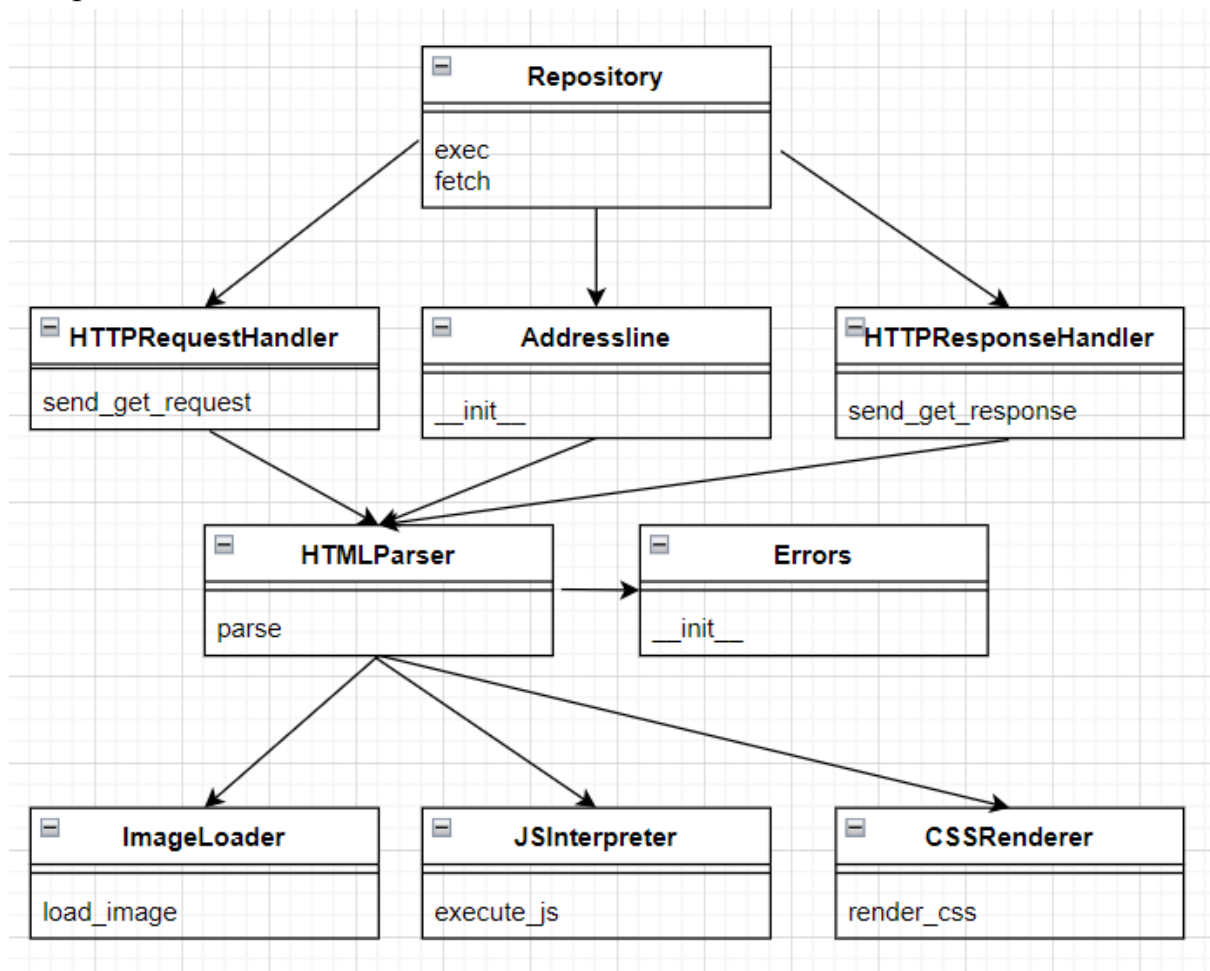 Repository
exec
fetch
HTTPRequestHandler
send_get_request
Addressline
__init__
HTTPResponseHandler
send_get_response
HTMLParser
parse
Errors
__init__
ImageLoader
load_image
JSInterpreter
execute_js
CSSRenderer
render_css